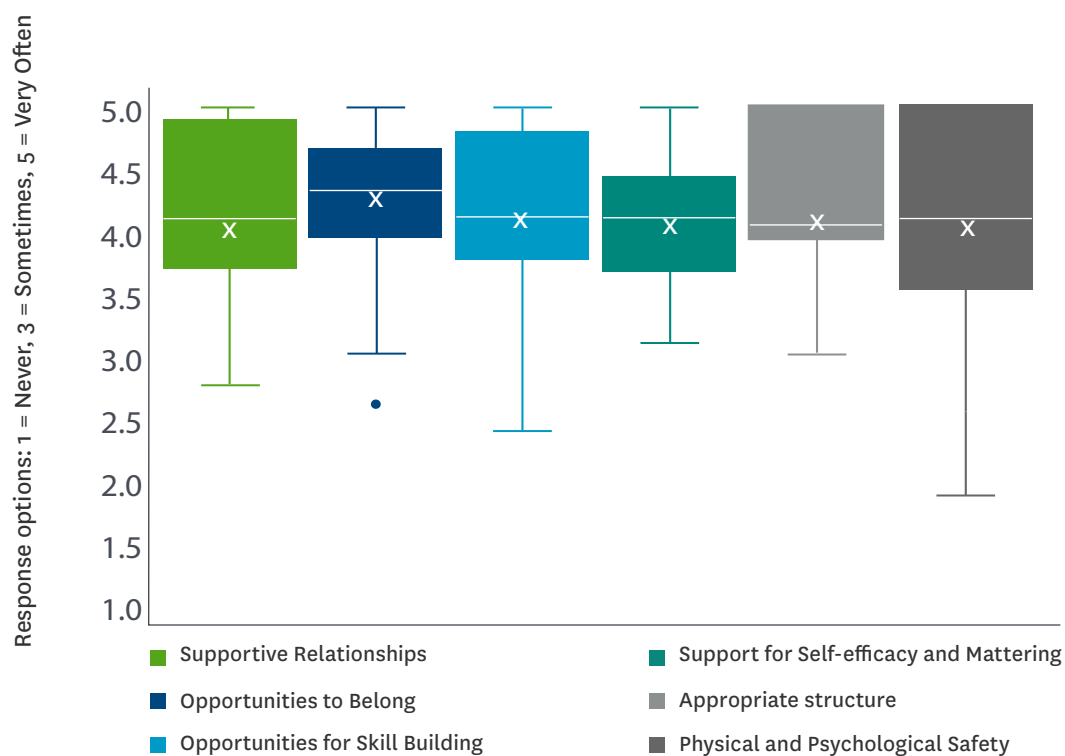 Response options: 1 = Never, 3 = Sometimes, 5 = Very Often
5.0
4.5
4.0
3.5
3.0
2.5
2.0
1.5
1.0
x x x x x x
Supportive Relationships
Opportunities to Belong
Opportunities for Skill Building
Support for Self-efficacy and Mattering
Appropriate structure
Physical and Psychological Safety